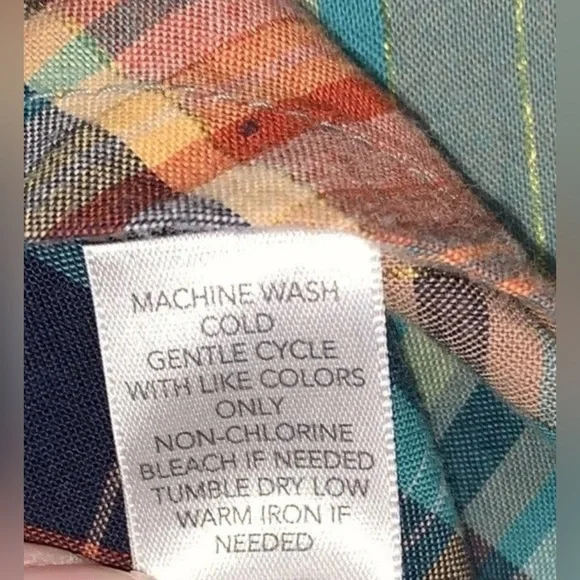 MACHINE WASH
COLD
GENTLE CYCLE
WITH LIKE COLORS
ONLY
NON-CHLORINE
BLEACH IF NEEDED
TUMBLE DRY LOW
WARM IRON IF
NEEDED